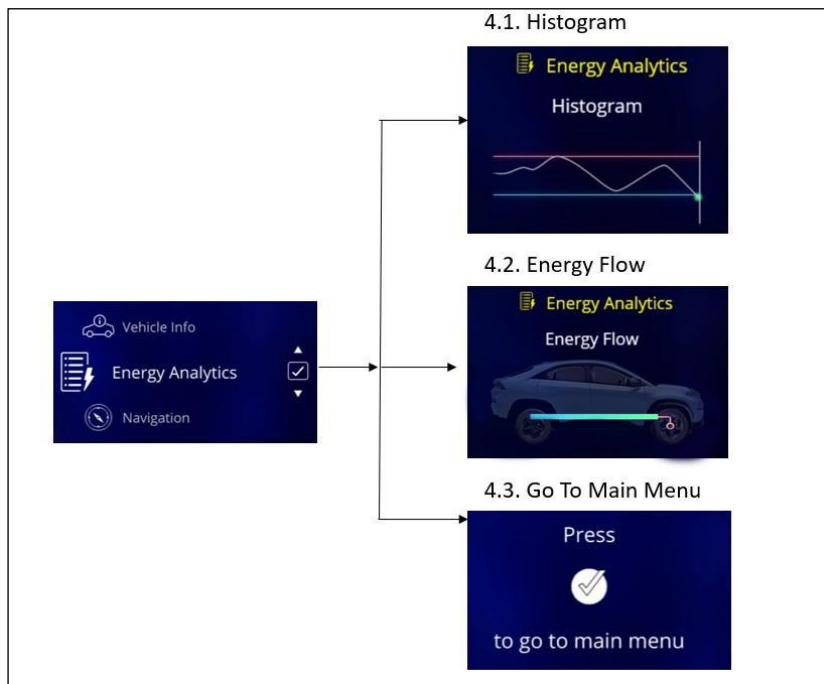 4.1. Histogram
Energy Analytics
Histogram
4.2. Energy Flow
Energy Analytics
Energy Flow
Vehicle Info
Energy Analytics
Navigation
4.3. Go To Main Menu
Press
to go to main menu